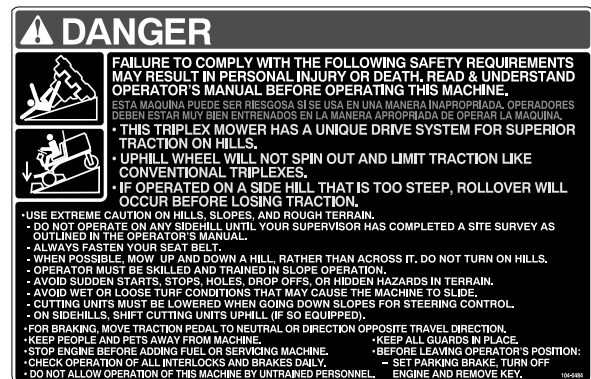 DANGER
FAILURE TO COMPLY WITH THE FOLLOWING SAFETY REQUIREMENTS
MAY RESULT IN PERSONAL INJURY OR DEATH. READ & UNDERSTAND
OPERATOR'S MANUAL BEFORE OPERATING THIS MACHINE.
ESTA MAQUINA PUEDE SER RIESGOSA SI SE USA EN UNA MANERA INAPROPRIADA. OPERADORES
DEBEN ESTAR MUY BIEN ENTRENADOS EN LA MANERA APROPRIADA DE OPERAR LA MAQUINA.
• THIS TRIPLEX MOWER HAS A UNIQUE DRIVE SYSTEM FOR SUPERIOR
TRACTION ON HILLS.
• UPHILL WHEEL WILL NOT SPIN OUT AND LIMIT TRACTION LIKE
CONVENTIONAL TRIPLEXES.
• IF OPERATED ON A SIDE HILL THAT IS TOO STEEP, ROLLOVER WILL
OCCUR BEFORE LOSING TRACTION.
• USE EXTREME CAUTION ON HILLS, SLOPES, AND ROUGH TERRAIN.
- DO NOT OPERATE ON ANY SIDEHILL UNTIL YOUR SUPERVISOR HAS COMPLETED A SITE SURVEY AS
OUTLINED IN THE OPERATOR'S MANUAL.
- ALWAYS FASTEN YOUR SEAT BELT.
- WHEN POSSIBLE, MOW UP AND DOWN A HILL, RATHER THAN ACROSS IT. DO NOT TURN ON HILLS.
- OPERATOR MUST BE SKILLED AND TRAINED IN SLOPE OPERATION.
- AVOID SUDDEN STARTS, STOPS, HOLES, DROP OFFS, OR HIDDEN HAZARDS IN TERRAIN.
- AVOID WET OR LOOSE TURF CONDITIONS THAT MAY CAUSE THE MACHINE TO SLIDE.
- CUTTING UNITS MUST BE LOWERED WHEN GOING DOWN SLOPES FOR STEERING CONTROL.
- ON SIDEHILLS, SHIFT CUTTING UNITS UPHILL (IF SO EQUIPPED).
• FOR BRAKING, MOVE TRACTION PEDAL TO NEUTRAL OR DIRECTION OPPOSITE TRAVEL DIRECTION.
• KEEP PEOPLE AND PETS AWAY FROM MACHINE.
• STOP ENGINE BEFORE ADDING FUEL OR SERVICING MACHINE.
• CHECK OPERATION OF ALL INTERLOCKS AND BRAKES DAILY.
• DO NOT ALLOW OPERATION OF THIS MACHINE BY UNTRAINED PERSONNEL.
• KEEP ALL GUARDS IN PLACE.
• BEFORE LEAVING OPERATOR'S POSITION:
– SET PARKING BRAKE, TURN OFF
ENGINE AND REMOVE KEY.
104-0484